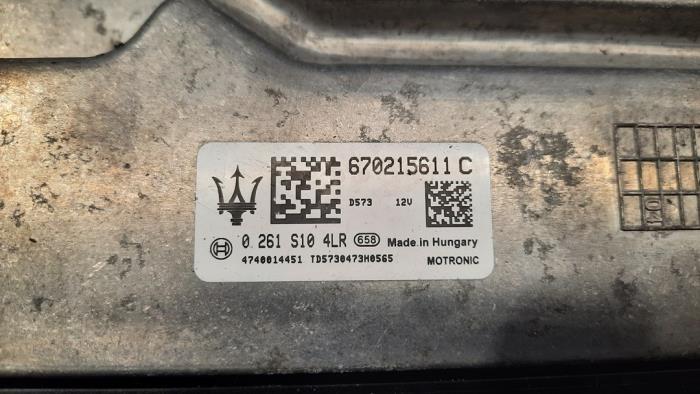 670215611 C
D573 12V
0 261 S10 4LR 658 Made in Hungary
4740014451 TD5730473H0565 MOTRONIC